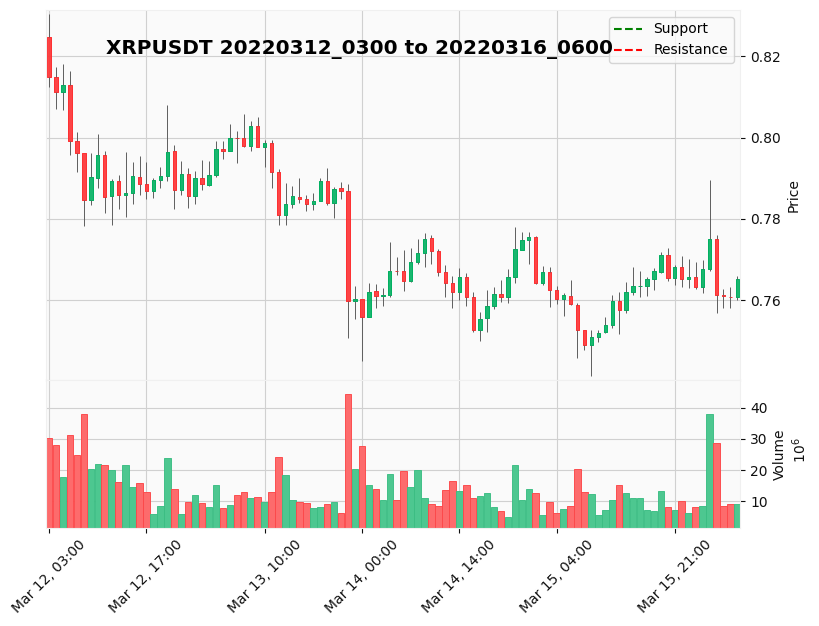 XRPUSDT 20220312_0300 to 20220316_0600
Support
Resistance
0.82
0.80
0.78
0.76
Price
40
30
20
10
Volume
10^6
Mar 12, 03:00
Mar 12, 17:00
Mar 13, 10:00
Mar 14, 00:00
Mar 14, 14:00
Mar 15, 04:00
Mar 15, 21:00